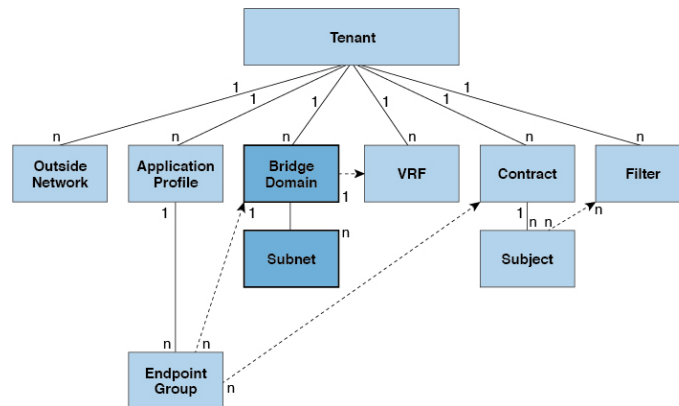 Tenant
1 1 1 1 1 1
n n n n n n
Outside Network
Application Profile
Bridge Domain
VRF
Contract
Filter
1 1 1 1 n n n
n
Subnet
Subject
n n n
Endpoint Group